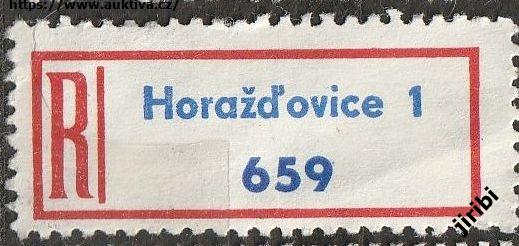 https://www.auktiva.cz/
R
Horažďovice 1
659
jiribi